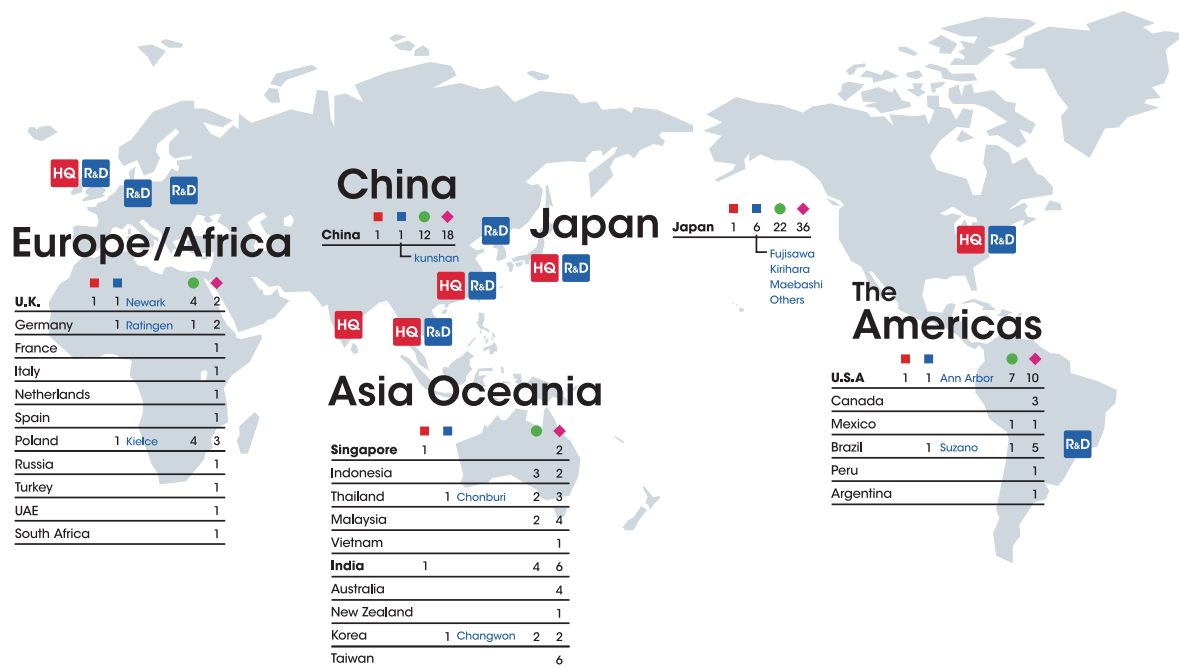 HQ R&D
R&D
R&D
Europe/Africa
U.K. 1 1 Newark 4 2
Germany 1 Ratingen 1 2
France 1
Italy 1
Netherlands 1
Spain 1
Poland 1 Kielce 4 3
Russia 1
Turkey 1
UAE 1
South Africa 1
China
China 1 1 12 18
kunshan
R&D
HQ R&D
HQ
HQ R&D
Japan
HQ R&D
Japan 1 6 22 36
Fujisawa
Kirihara
Maebashi
Others
Asia Oceania
Singapore 1 2
Indonesia 3 2
Thailand 1 Chonburi 2 3
Malaysia 2 4
Vietnam 1
India 1 4 6
Australia 4
New Zealand 1
Korea 1 Changwon 2 2
Taiwan 6
HQ R&D
The
Americas
U.S.A 1 1 Ann Arbor 7 10
Canada 3
Mexico 1 1
Brazil 1 Suzano 1 5
Peru 1
Argentina 1
R&D